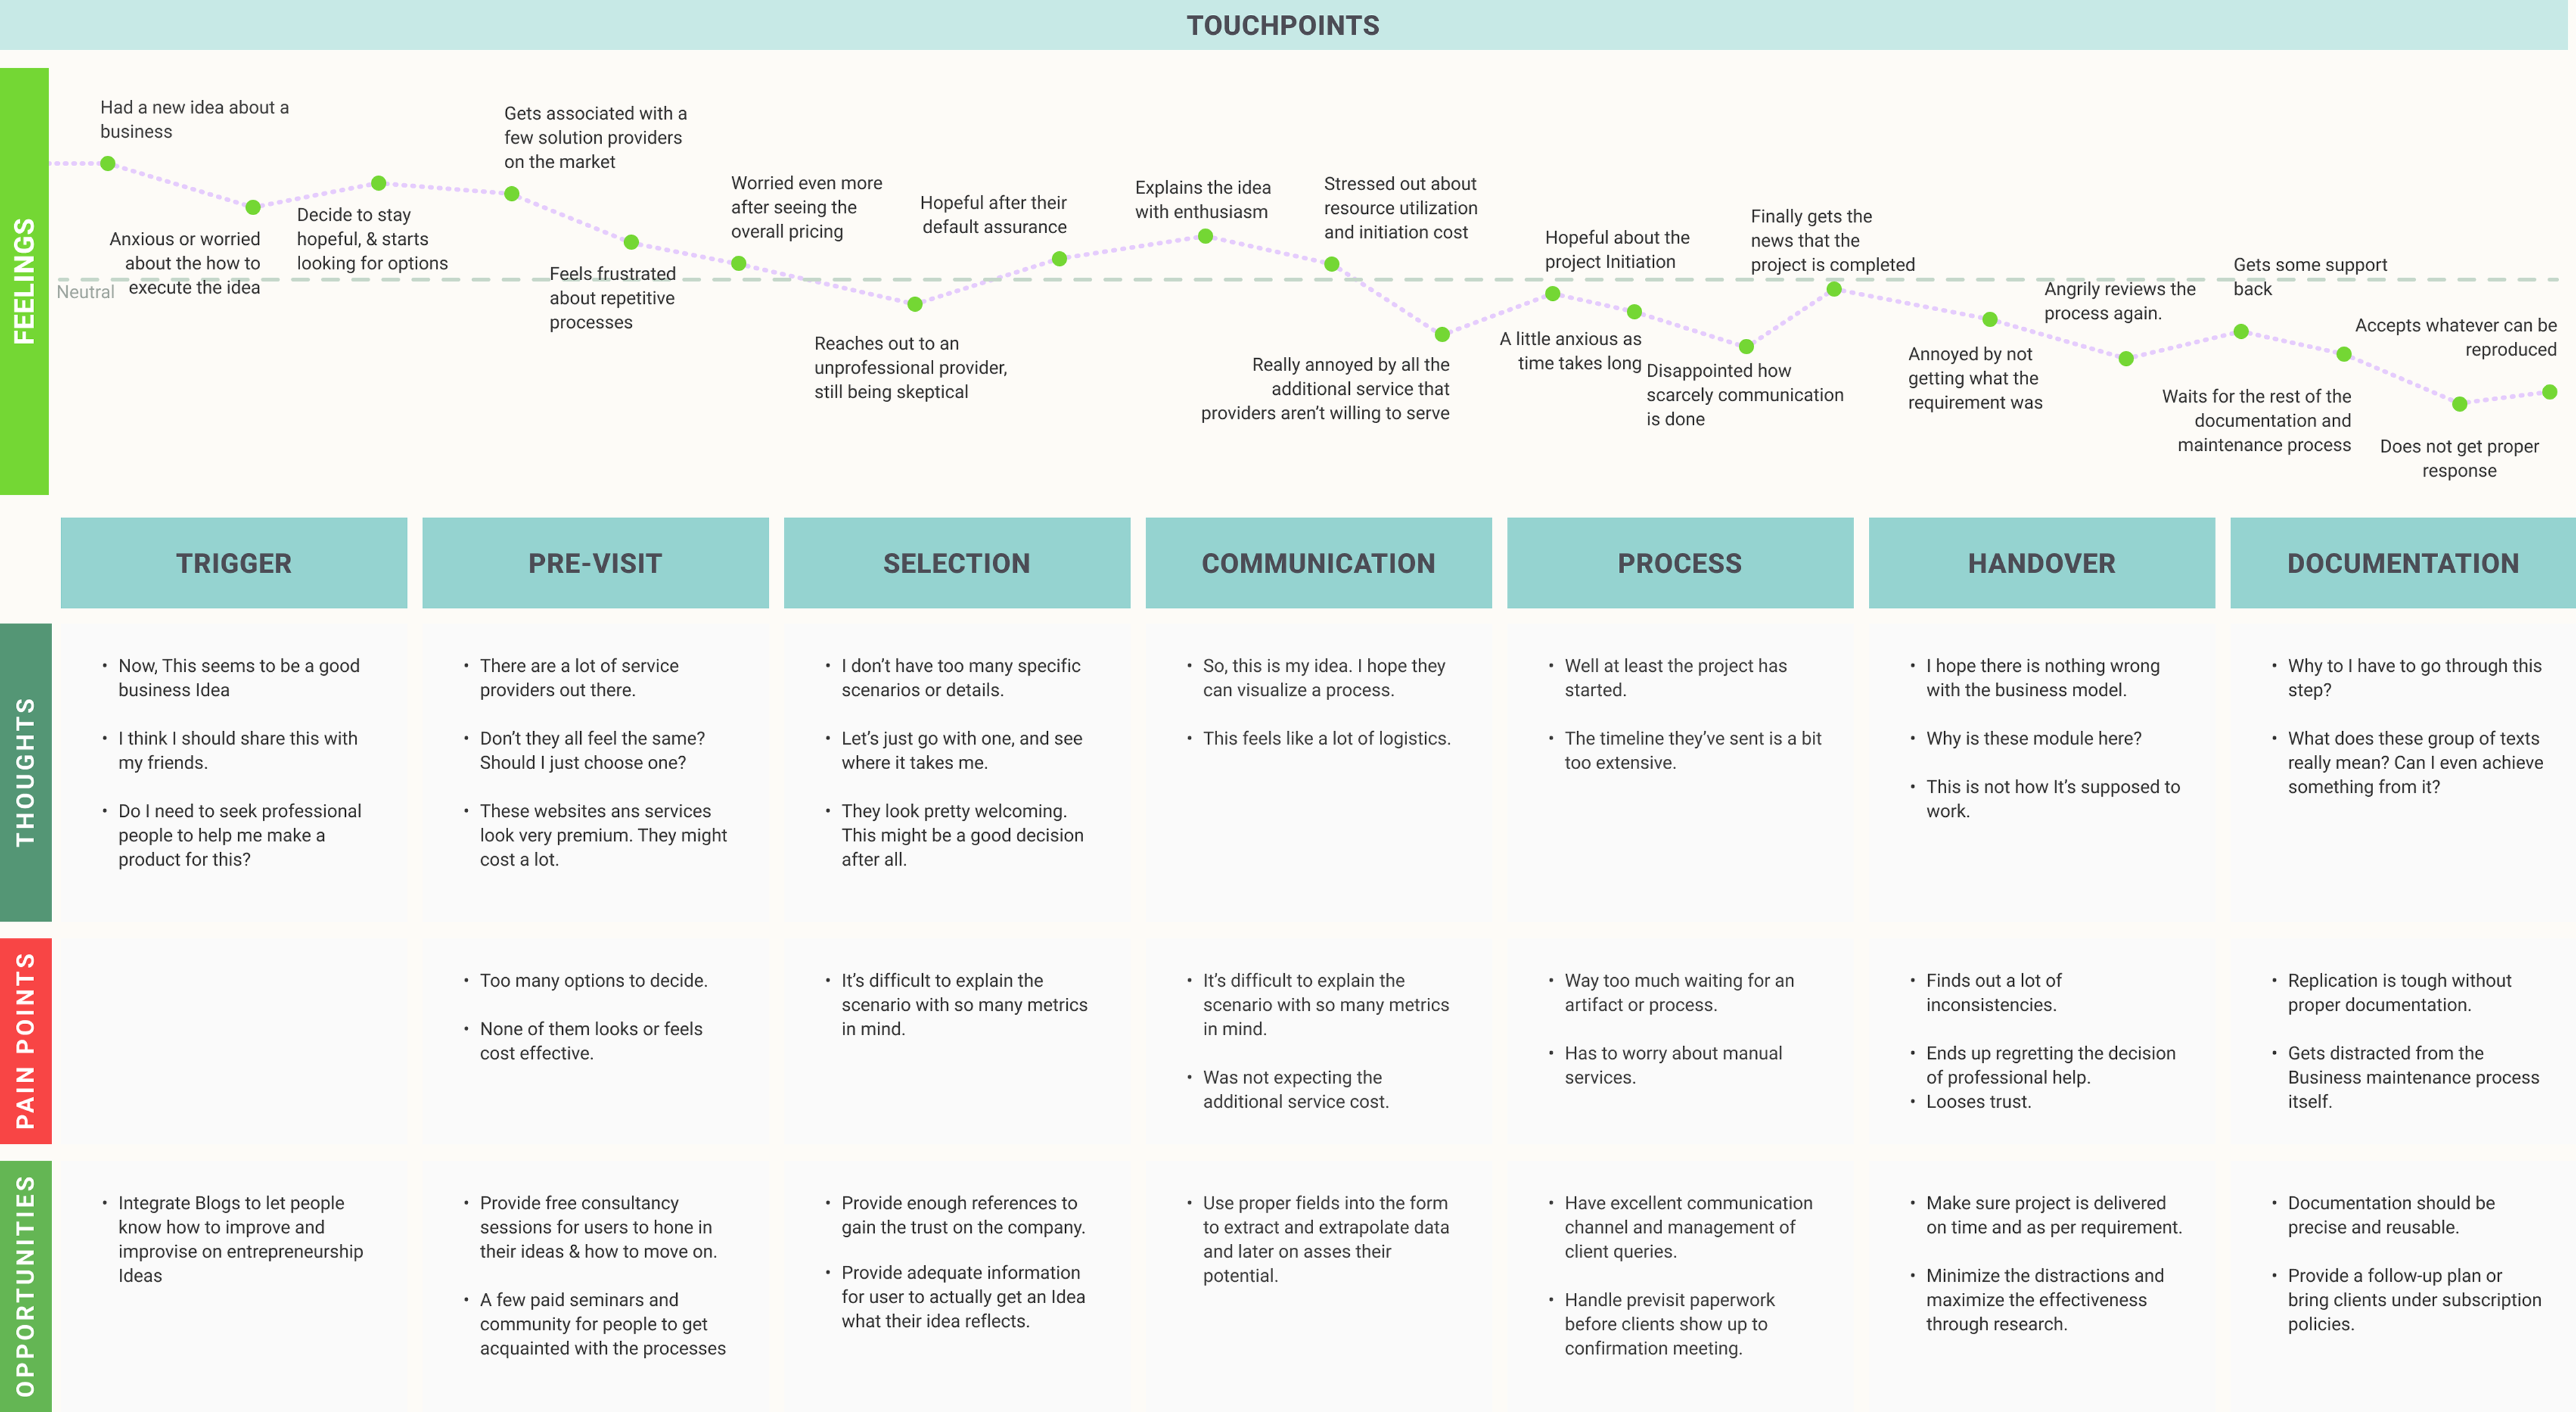 TOUCHPOINTS
FEELINGS
Had a new idea about a
business
Anxious or worried
about the how to
execute the idea
Neutral
Decide to stay
hopeful, & starts
looking for options
Gets associated with a
few solution providers
on the market
Feels frustrated
about repetitive
processes
Worried even more
after seeing the
overall pricing
Reaches out to an
unprofessional provider,
still being skeptical
Hopeful after their
default assurance
Explains the idea
with enthusiasm
Stressed out about
resource utilization
and initiation cost
Really annoyed by all the
additional service that
providers aren’t willing to serve
Hopeful about the
project Initiation
A little anxious as
time takes long
Disappointed how
scarcely communication
is done
Finally gets the
news that the
project is completed
Annoyed by not
getting what the
requirement was
Angrily reviews the
process again.
Gets some support
back
Waits for the rest of the
documentation and
maintenance process
Does not get proper
response
Accepts whatever can be
reproduced
TRIGGER
PRE-VISIT
SELECTION
COMMUNICATION
PROCESS
HANDOVER
DOCUMENTATION
THOUGHTS
• Now, This seems to be a good
business Idea
• I think I should share this with
my friends.
• Do I need to seek professional
people to help me make a
product for this?
• There are a lot of service
providers out there.
• Don’t they all feel the same?
Should I just choose one?
• These websites ans services
look very premium. They might
cost a lot.
• I don’t have too many specific
scenarios or details.
• Let’s just go with one, and see
where it takes me.
• They look pretty welcoming.
This might be a good decision
after all.
• So, this is my idea. I hope they
can visualize a process.
• This feels like a lot of logistics.
• Well at least the project has
started.
• The timeline they’ve sent is a bit
too extensive.
• I hope there is nothing wrong
with the business model.
• Why is these module here?
• This is not how It’s supposed to
work.
• Why to I have to go through this
step?
• What does these group of texts
really mean? Can I even achieve
something from it?
PAIN POINTS
• Too many options to decide.
• None of them looks or feels
cost effective.
• It’s difficult to explain the
scenario with so many metrics
in mind.
• It’s difficult to explain the
scenario with so many metrics
in mind.
• Was not expecting the
additional service cost.
• Way too much waiting for an
artifact or process.
• Has to worry about manual
services.
• Finds out a lot of
inconsistencies.
• Ends up regretting the decision
of professional help.
• Looses trust.
• Replication is tough without
proper documentation.
• Gets distracted from the
Business maintenance process
itself.
OPPORTUNITIES
• Integrate Blogs to let people
know how to improve and
improvise on entrepreneurship
Ideas
• Provide free consultancy
sessions for users to hone in
their ideas & how to move on.
• A few paid seminars and
community for people to get
acquainted with the processes
• Provide enough references to
gain the trust on the company.
• Provide adequate information
for user to actually get an Idea
what their idea reflects.
• Use proper fields into the form
to extract and extrapolate data
and later on asses their
potential.
• Have excellent communication
channel and management of
client queries.
• Handle previsit paperwork
before clients show up to
confirmation meeting.
• Make sure project is delivered
on time and as per requirement.
• Minimize the distractions and
maximize the effectiveness
through research.
• Documentation should be
precise and reusable.
• Provide a follow-up plan or
bring clients under subscription
policies.